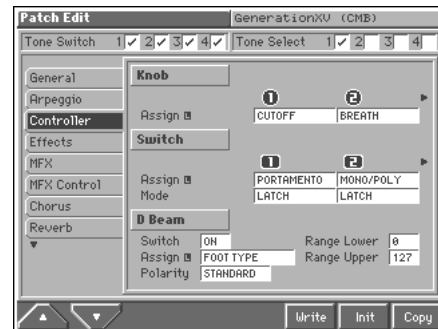 Patch Edit GenerationXV (CMB)
Tone Switch 1 2 3 4 Tone Select 1 2 3 4
General
Arpeggio
Controller
Effects
MFX
MFX Control
Chorus
Reverb
Knob
1 2
Assign L CUTOFF BREATH
Switch
1 2
Assign L PORTAMENTO MONO/POLY
Mode LATCH LATCH
D Beam
Switch ON Range Lower 0
Assign L FOOT TYPE Range Upper 127
Polarity STANDARD
Write Init Copy